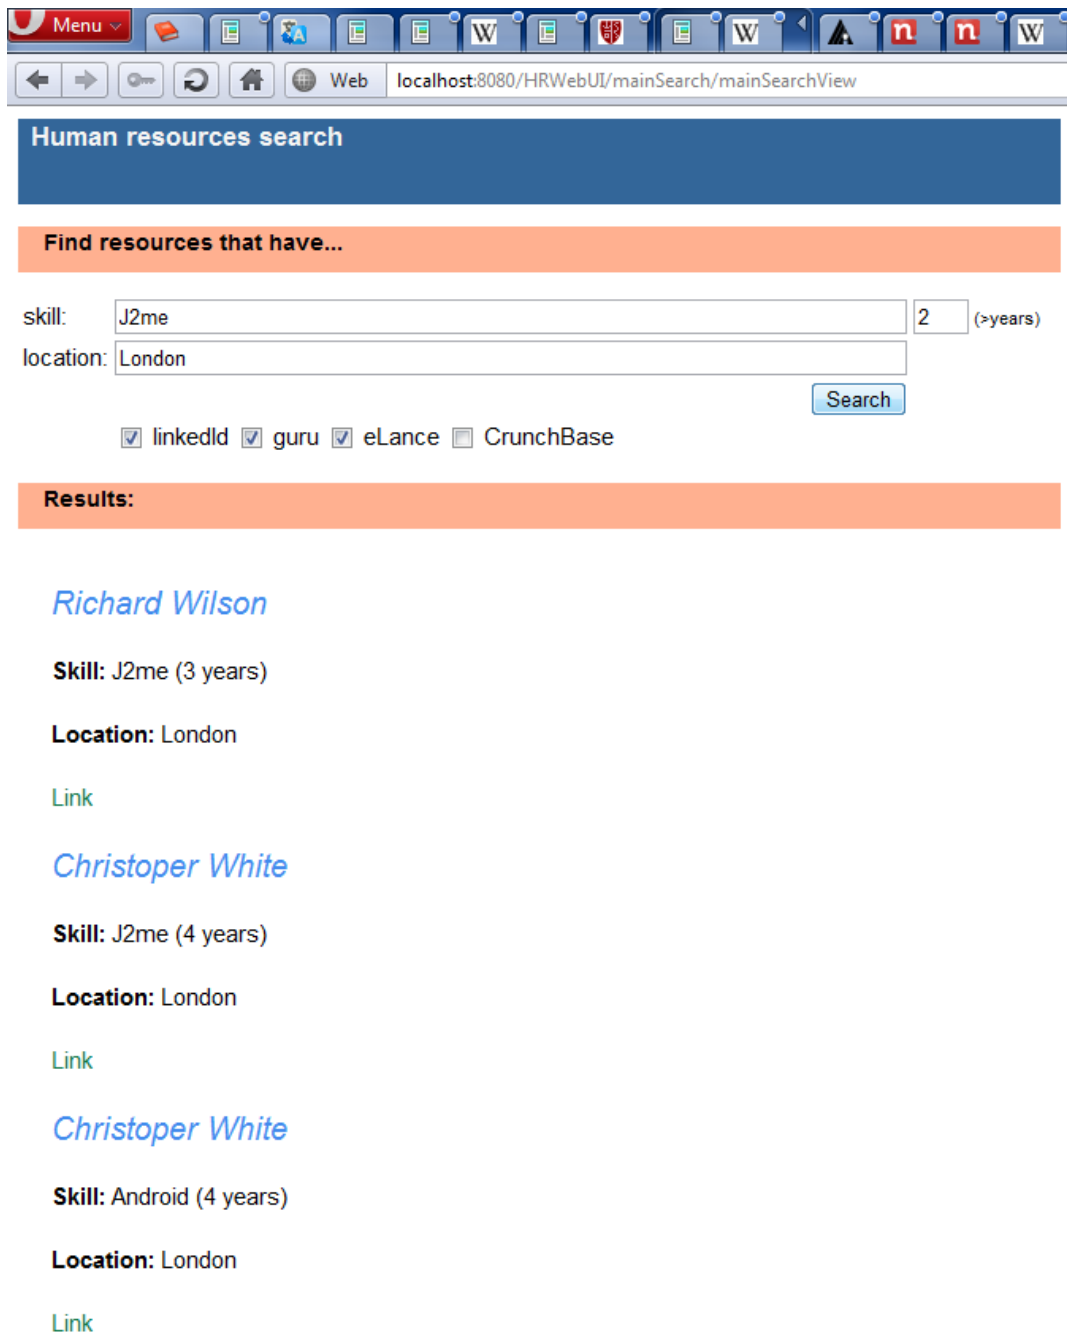 Menu
Web localhost:8080/HRWebUI/mainSearch/mainSearchView
Human resources search
Find resources that have...
skill: J2me 2 (>years)
location: London
Search
linkedId guru eLance CrunchBase
Results:
Richard Wilson
Skill: J2me (3 years)
Location: London
Link
Christoper White
Skill: J2me (4 years)
Location: London
Link
Christoper White
Skill: Android (4 years)
Location: London
Link